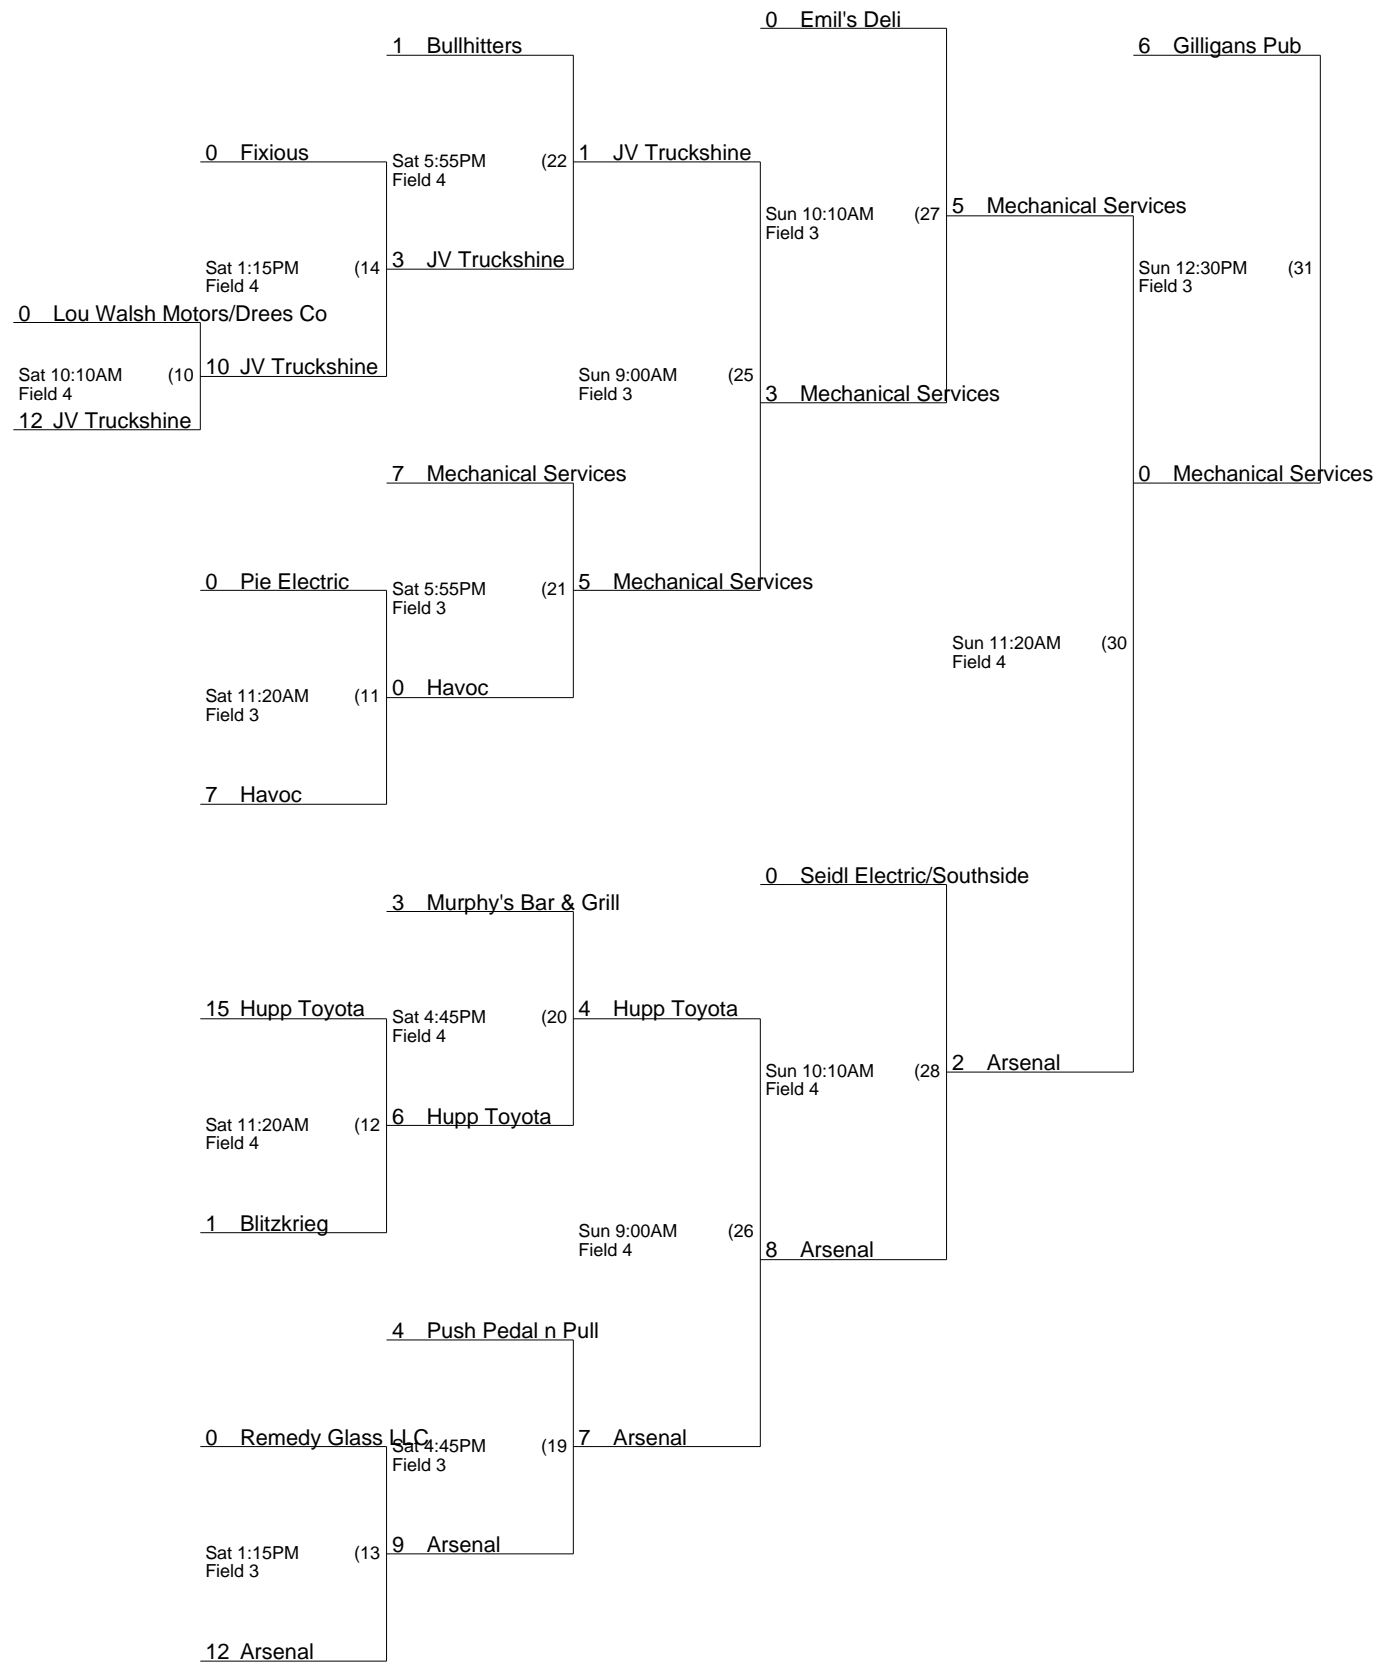 0 Emil's Deli
1 Bullhitters
6 Gilligans Pub
0 Fixious
Sat 5:55PM (22
Field 4
1 JV Truckshine
Sun 10:10AM (27
Field 3
5 Mechanical Services
Sat 1:15PM (14
Field 4
3 JV Truckshine
Sun 12:30PM (31
Field 3
0 Lou Walsh Motors/Drees Co
Sat 10:10AM (10
Field 4
10 JV Truckshine
Sun 9:00AM (25
Field 3
3 Mechanical Services
12 JV Truckshine
7 Mechanical Services
0 Mechanical Services
0 Pie Electric
Sat 5:55PM (21
Field 3
5 Mechanical Services
Sun 11:20AM (30
Field 4
Sat 11:20AM (11
Field 3
0 Havoc
7 Havoc
0 Seidl Electric/Southside
3 Murphy's Bar & Grill
15 Hupp Toyota
Sat 4:45PM (20
Field 4
4 Hupp Toyota
Sun 10:10AM (28
Field 4
2 Arsenal
Sat 11:20AM (12
Field 4
6 Hupp Toyota
1 Blitzkrieg
Sun 9:00AM (26
Field 4
8 Arsenal
4 Push Pedal n Pull
0 Remedy Glass LLC
Sat 4:45PM (19
Field 3
7 Arsenal
Sat 1:15PM (13
Field 3
9 Arsenal
12 Arsenal